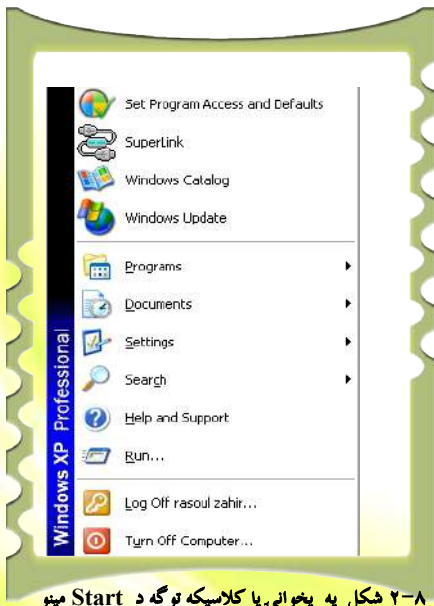 Set Program Access and Defaults
SuperLink
Windows Catalog
Windows Update
Programs
Documents
Settings
Search
Help and Support
Run...
Log Off rasoul zahir...
Turn Off Computer...
Windows XP Professional
۲-۸ شکل په پخوانی یا کلاسیکه توګه د Start مینو